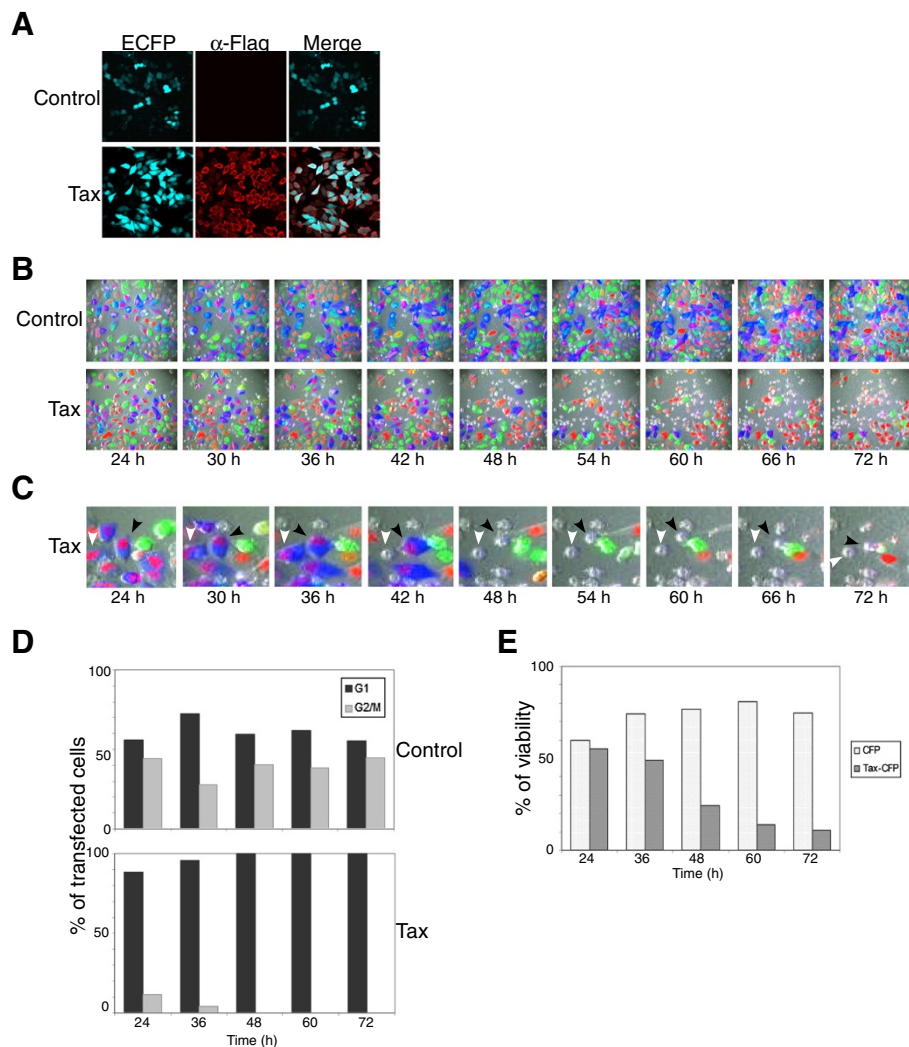 A
ECFP α-Flag Merge
Control
Tax
B
Control
Tax
24 h 30 h 36 h 42 h 48 h 54 h 60 h 66 h 72 h
C
Tax
24 h 30 h 36 h 42 h 48 h 54 h 60 h 66 h 72 h
D
100
50
0
G1
G2/M
Control
% of transfected cells
100
50
0
Tax
24 36 48 60 72
Time (h)
E
% of viability
100
50
0
CFP
Tax-CFP
24 36 48 60 72
Time (h)